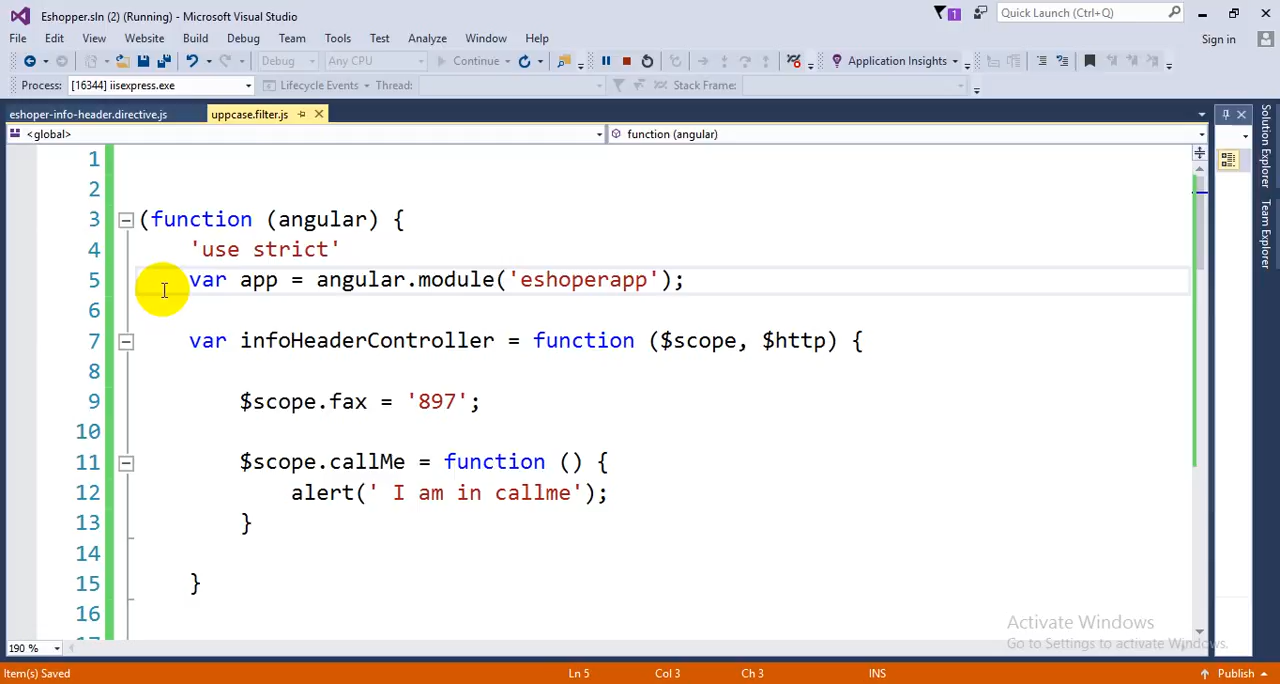 Eshopper.sln (2) (Running) - Microsoft Visual Studio
1
Quick Launch (Ctrl+Q)
File Edit View Website Build Debug Team Tools Test Analyze Window Help
Sign in
Debug Any CPU Continue Application Insights
Process: [16344] iisexpress.exe Lifecycle Events Thread: Stack Frame:
eshoper-info-header.directive.js uppcase.filter.js
<global> function (angular)
Solution Explorer
Team Explorer
1
2
3 (function (angular) {
4 'use strict'
5 var app = angular.module('eshoperapp');
6
7 var infoHeaderController = function ($scope, $http) {
8
9 $scope.fax = '897';
10
11 $scope.callMe = function () {
12 alert(' I am in callme');
13 }
14
15 }
16
Activate Windows
Go to Settings to activate Windows.
190 %
Item(s) Saved Ln 5 Col 3 Ch 3 INS Publish